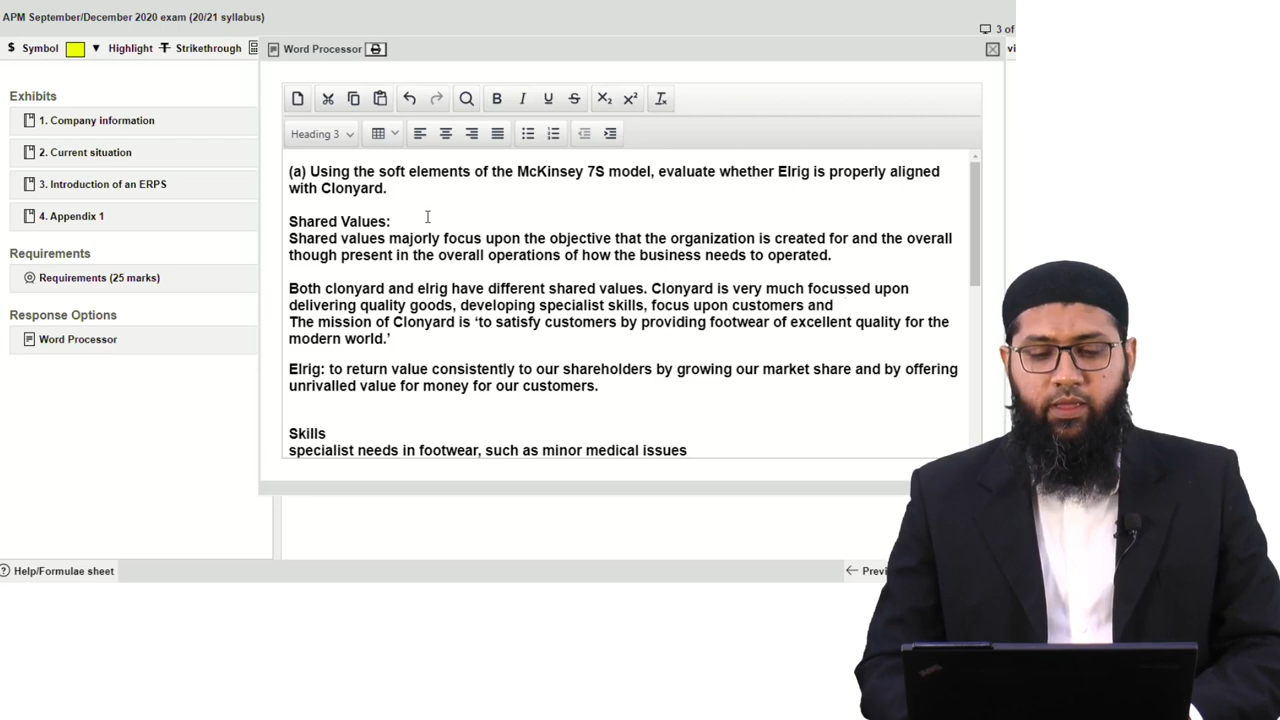 APM September/December 2020 exam (20/21 syllabus)
3 of
$ Symbol Highlight Strikethrough
Word Processor
Exhibits
1. Company information
2. Current situation
3. Introduction of an ERPS
4. Appendix 1
Requirements
Requirements (25 marks)
Response Options
Word Processor
B I U S X₂ X² Tx
Heading 3
(a) Using the soft elements of the McKinsey 7S model, evaluate whether Elrig is properly aligned
with Clonyard.
Shared Values:
Shared values majorly focus upon the objective that the organization is created for and the overall
though present in the overall operations of how the business needs to operated.
Both clonyard and elrig have different shared values. Clonyard is very much focussed upon
delivering quality goods, developing specialist skills, focus upon customers and
The mission of Clonyard is ‘to satisfy customers by providing footwear of excellent quality for the
modern world.’
Elrig: to return value consistently to our shareholders by growing our market share and by offering
unrivalled value for money for our customers.
Skills
specialist needs in footwear, such as minor medical issues
Help/Formulae sheet
Previ